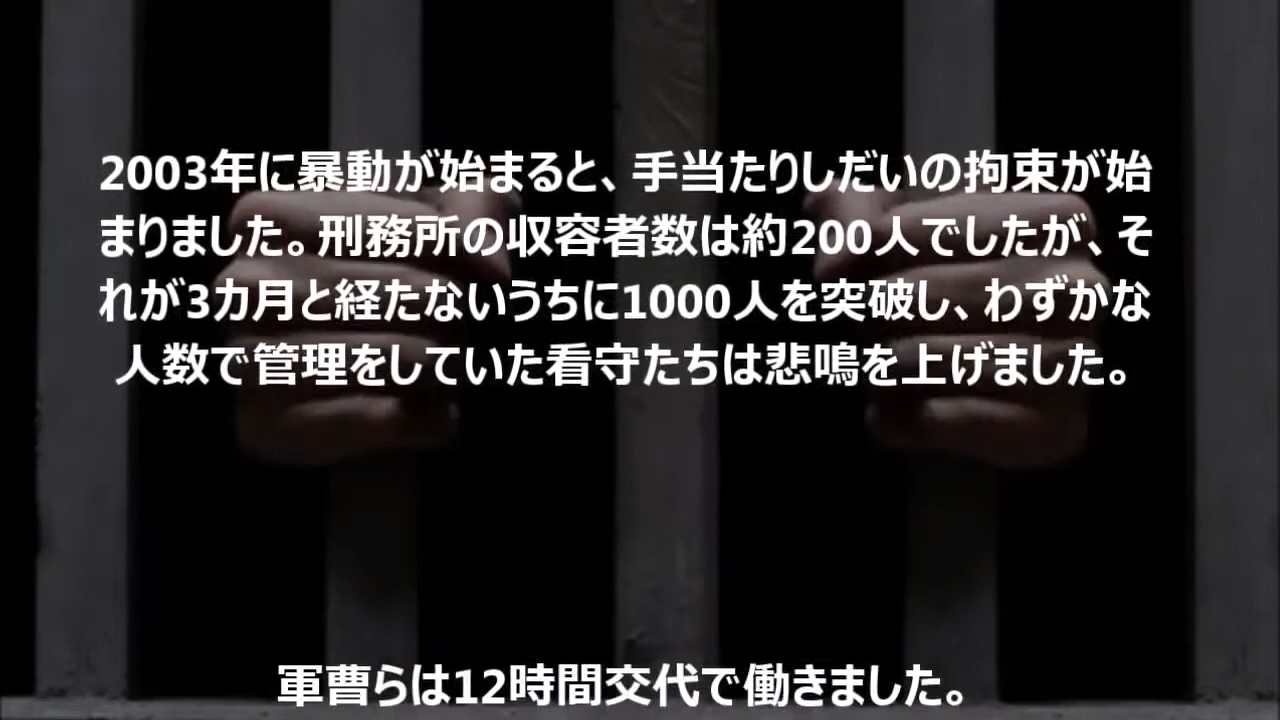 2003年に暴動が始まると、手当たりしだいの拘束が始
まりました。刑務所の収容者数は約200人でしたが、そ
れが3カ月と経たないうちに1000人を突破し、わずかな
人数で管理をしていた看守たちは悲鳴を上げました。
軍曹らは12時間交代で働きました。